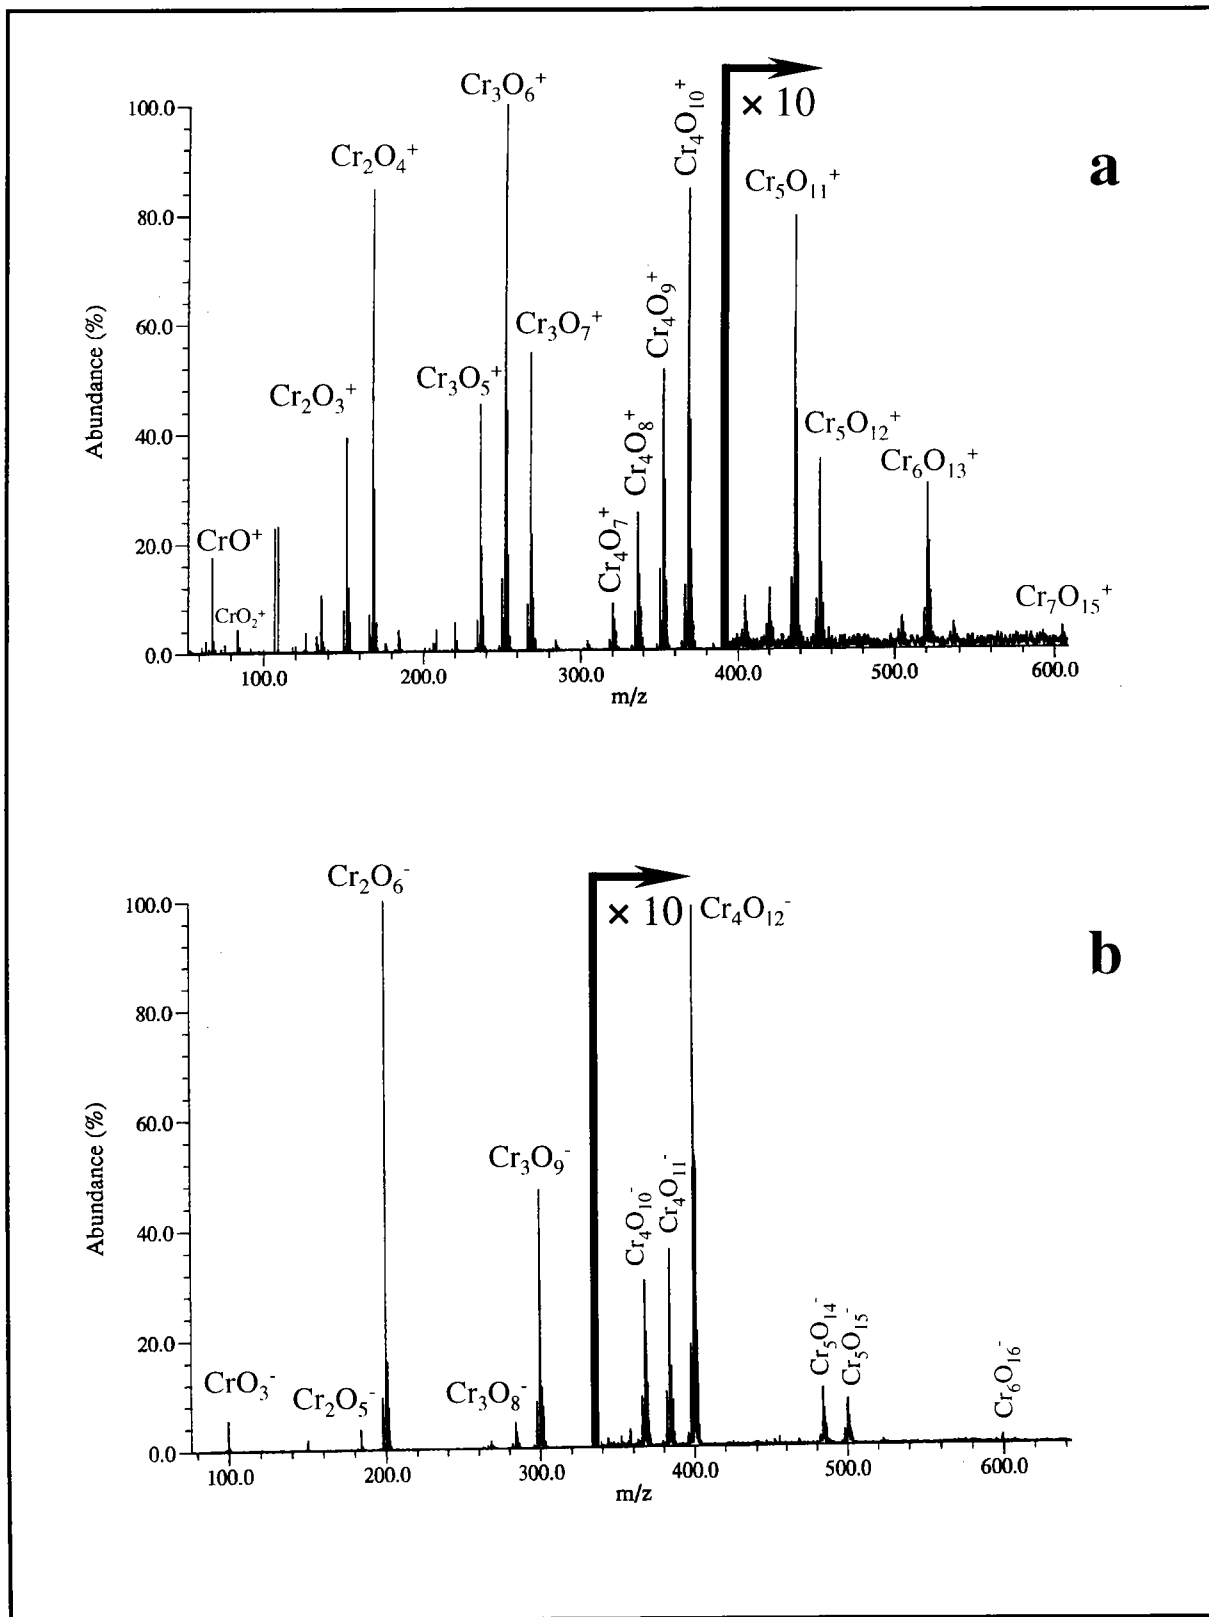 Cr₃O₆⁺
× 10
100.0
Cr₄O₁₀⁺
Cr₂O₄⁺
a
Cr₅O₁₁⁺
80.0
Cr₄O₉⁺
60.0
Cr₃O₇⁺
Abundance (%)
Cr₃O₅⁺
Cr₂O₃⁺
Cr₄O₈⁺
40.0
Cr₅O₁₂⁺
Cr₆O₁₃⁺
Cr₄O₇⁺
20.0
CrO⁺
CrO₂⁺
Cr₇O₁₅⁺
0.0
100.0 200.0 300.0 400.0 500.0 600.0
m/z
Cr₂O₆⁻
100.0
× 10
Cr₄O₁₂⁻
b
80.0
60.0
Abundance (%)
Cr₃O₉⁻
Cr₄O₁₀⁻
Cr₄O₁₁⁻
40.0
20.0
Cr₅O₁₄⁻
Cr₅O₁₅⁻
CrO₃⁻
Cr₂O₅⁻
Cr₃O₈⁻
Cr₆O₁₆⁻
0.0
100.0 200.0 300.0 400.0 500.0 600.0
m/z